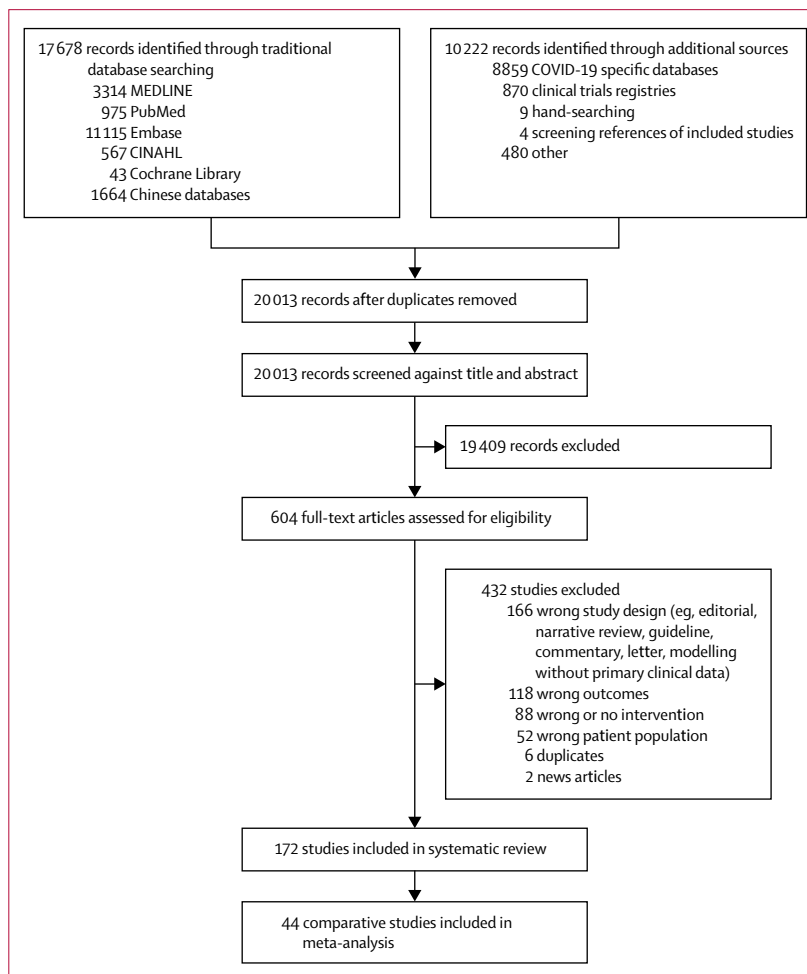 17 678 records identified through traditional
database searching
3314 MEDLINE
975 PubMed
11 115 Embase
567 CINAHL
43 Cochrane Library
1664 Chinese databases
10 222 records identified through additional sources
8859 COVID-19 specific databases
870 clinical trials registries
9 hand-searching
4 screening references of included studies
480 other
20 013 records after duplicates removed
20 013 records screened against title and abstract
19 409 records excluded
604 full-text articles assessed for eligibility
432 studies excluded
166 wrong study design (eg, editorial,
narrative review, guideline,
commentary, letter, modelling
without primary clinical data)
118 wrong outcomes
88 wrong or no intervention
52 wrong patient population
6 duplicates
2 news articles
172 studies included in systematic review
44 comparative studies included in
meta-analysis